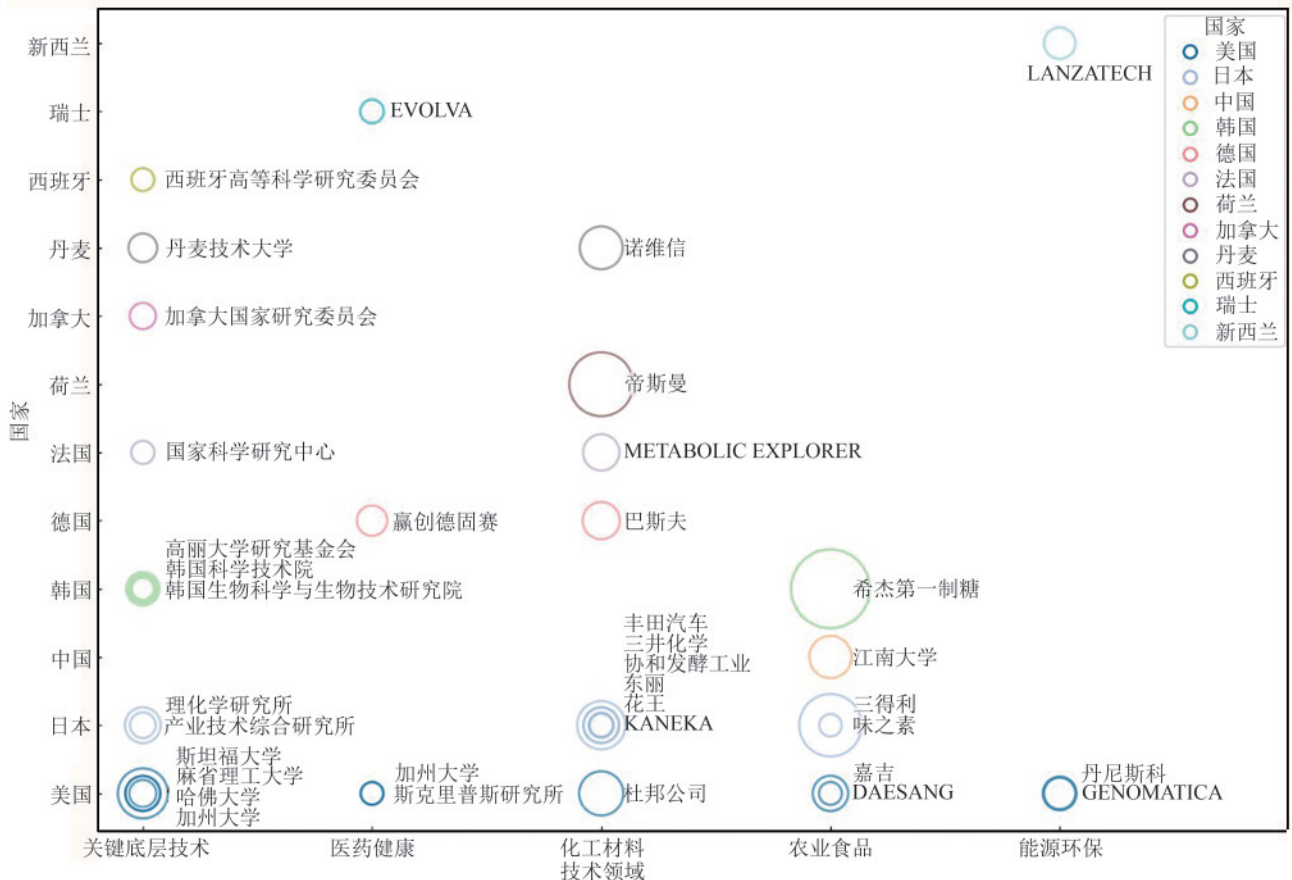 国家
美国
日本
中国
韩国
德国
法国
荷兰
加拿大
丹麦
西班牙
瑞士
新西兰
新西兰
LANZATECH
瑞士
EVOLVA
西班牙
西班牙高等科学研究委员会
丹麦
丹麦技术大学
诺维信
加拿大
加拿大国家研究委员会
荷兰
帝斯曼
国家
法国
国家科学研究中心
METABOLIC EXPLORER
德国
赢创德固赛
巴斯夫
韩国
高丽大学研究基金会
韩国科学技术院
韩国生物科学与生物技术研究院
希杰第一制糖
中国
江南大学
日本
理化学研究所
产业技术综合研究所
丰田汽车
三井化学
协和发酵工业
东丽
花王
KANEKA
三得利
味之素
美国
斯坦福大学
麻省理工大学
哈佛大学
加州大学
加州大学
斯克里普斯研究所
杜邦公司
嘉吉
DAESANG
丹尼斯科
GENOMATICA
关键底层技术
医药健康
化工材料
农业食品
能源环保
技术领域